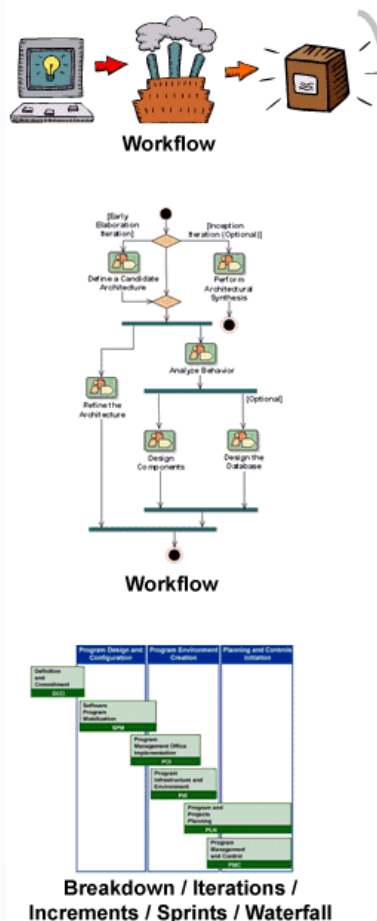 Workflow
[Early
Elaboration
Iteration]
[Inception
Iteration (Optional)]
Define a Candidate
Architecture
Perform
Architectural
Synthesis
Analyze Behavior
Refine the
Architecture
[Optional]
Design
Components
Design the
Database
Workflow
Program Design and
Configuration
Program Environment
Creation
Planning and Controls
Initiation
Definition
and
Commitment
DCO
Software
Program
Mobilization
SPM
Program
Management Office
Implementation
POI
Program
Infrastructure and
Environment
PIE
Program and
Projects
Planning
PLN
Program
Management
and Control
PMC
Breakdown / Iterations /
Increments / Sprints / Waterfall